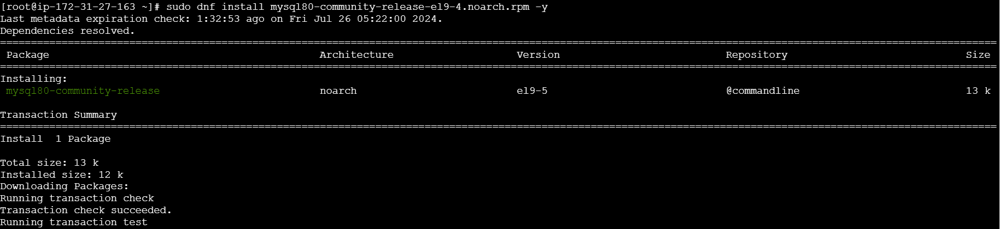 [root@ip-172-31-27-163 ~]# sudo dnf install mysql80-community-release-el9-4.noarch.rpm -y
Last metadata expiration check: 1:32:53 ago on Fri Jul 26 05:22:00 2024.
Dependencies resolved.
================================================================================
Package Architecture Version Repository Size
================================================================================
Installing:
mysql80-community-release noarch el9-5 @commandline 13 k
Transaction Summary
================================================================================
Install  1 Package
Total size: 13 k
Installed size: 12 k
Downloading Packages:
Running transaction check
Transaction check succeeded.
Running transaction test